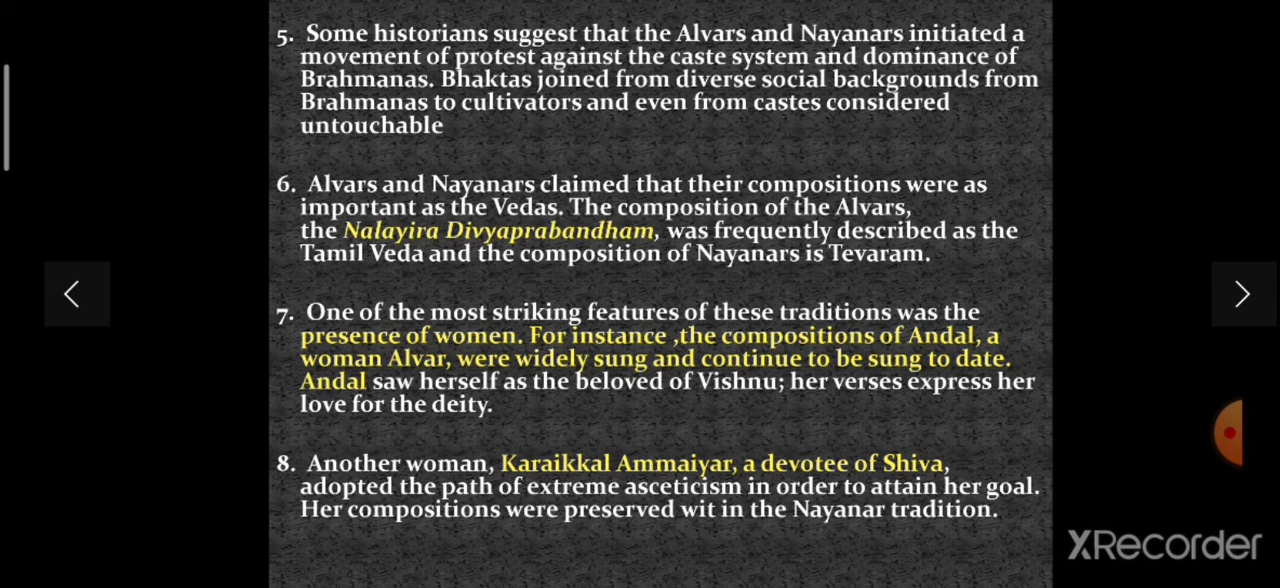 5. Some historians suggest that the Alvars and Nayanars initiated a
movement of protest against the caste system and dominance of
Brahmanas. Bhaktas joined from diverse social backgrounds from
Brahmanas to cultivators and even from castes considered
untouchable
6. Alvars and Nayanars claimed that their compositions were as
important as the Vedas. The composition of the Alvars,
the Nalayira Divyaprabandham, was frequently described as the
Tamil Veda and the composition of Nayanars is Tevaram.
7. One of the most striking features of these traditions was the
presence of women. For instance ,the compositions of Andal, a
woman Alvar, were widely sung and continue to be sung to date.
Andal saw herself as the beloved of Vishnu; her verses express her
love for the deity.
8. Another woman, Karaikkal Ammaiyar, a devotee of Shiva,
adopted the path of extreme asceticism in order to attain her goal.
Her compositions were preserved wit in the Nayanar tradition.
XRecorder